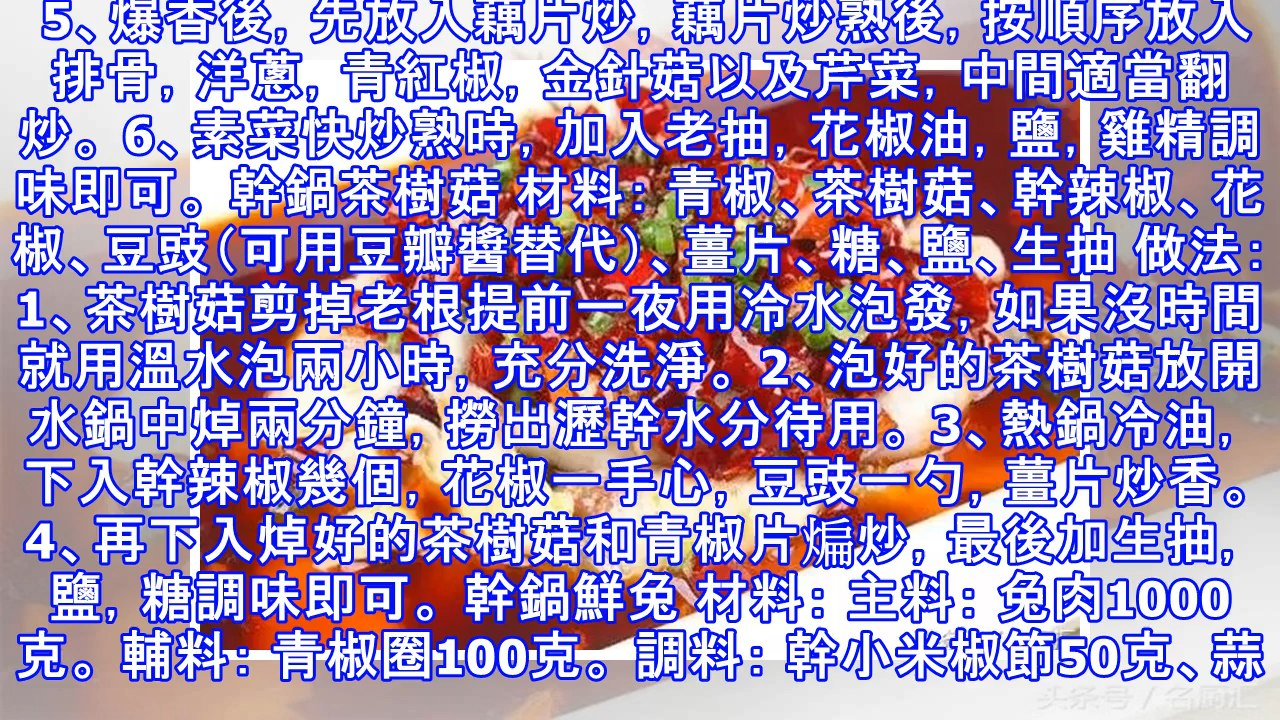 5、爆香後, 先放入藕片炒, 藕片炒熟後, 按順序放入
排骨, 洋蔥, 青紅椒, 金針菇以及芹菜, 中間適當翻
炒。6、素菜快炒熟時, 加入老抽, 花椒油, 鹽, 雞精調
味即可。幹鍋茶樹菇 材料: 青椒、茶樹菇、幹辣椒、花
椒、豆豉(可用豆瓣醬替代)、薑片、糖、鹽、生抽 做法:
1、茶樹菇剪掉老根提前一夜用冷水泡發, 如果沒時間
就用溫水泡兩小時, 充分洗淨。2、泡好的茶樹菇放開
水鍋中焯兩分鐘, 撈出瀝幹水分待用。3、熱鍋冷油,
下入幹辣椒幾個, 花椒一手心, 豆豉一勺, 薑片炒香。
4、再下入焯好的茶樹菇和青椒片煸炒, 最後加生抽,
鹽, 糖調味即可。幹鍋鮮兔 材料: 主料: 兔肉1000
克。輔料: 青椒圈100克。調料: 幹小米椒節50克、蒜
头条号 / 名厨汇